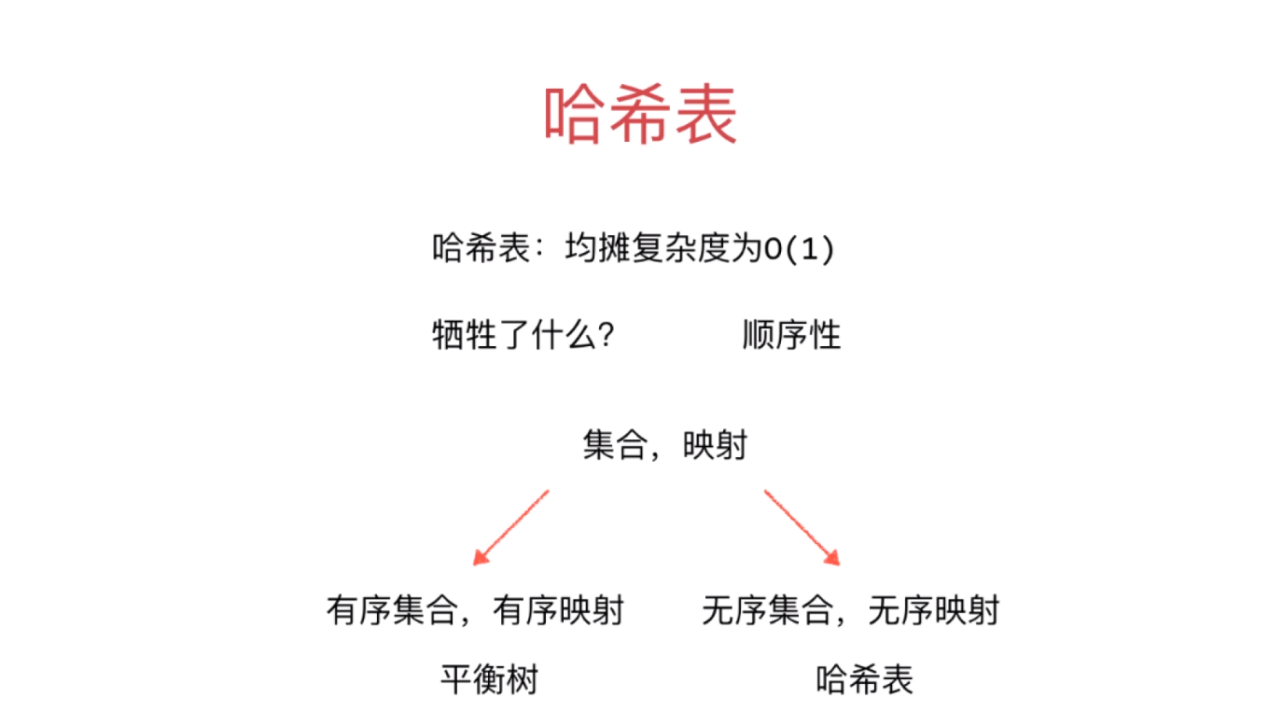 哈希表
哈希表：均摊复杂度为O(1)
牺牲了什么？ 顺序性
集合，映射
有序集合，有序映射 无序集合，无序映射
平衡树 哈希表